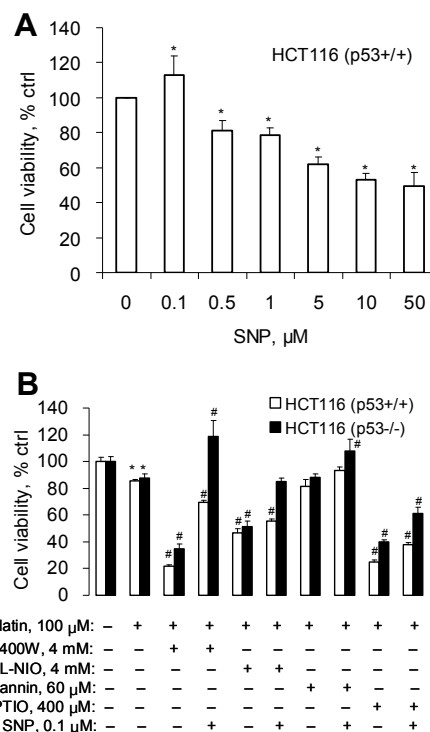 A
140
120
100
80
60
40
20
0
Cell viability, % ctrl
HCT116 (p53+/+)
* * * * * *
0 0.1 0.5 1 5 10 50
SNP, µM
B
140
120
100
80
60
40
20
0
Cell viability, % ctrl
HCT116 (p53+/+)
HCT116 (p53-/-)
* * # # # # # # # # # # # #
latin, 100 µM: – + + + + + + + + +
400W, 4 mM: – – + + – – – – – –
L-NIO, 4 mM: – – – – + + – – – –
annin, 60 µM: – – – – – – + + – –
PTIO, 400 µM: – – – – – – – – + +
SNP, 0.1 µM: – – – + – + – + – +